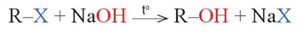 R–X + NaOH t° → R–OH + NaX